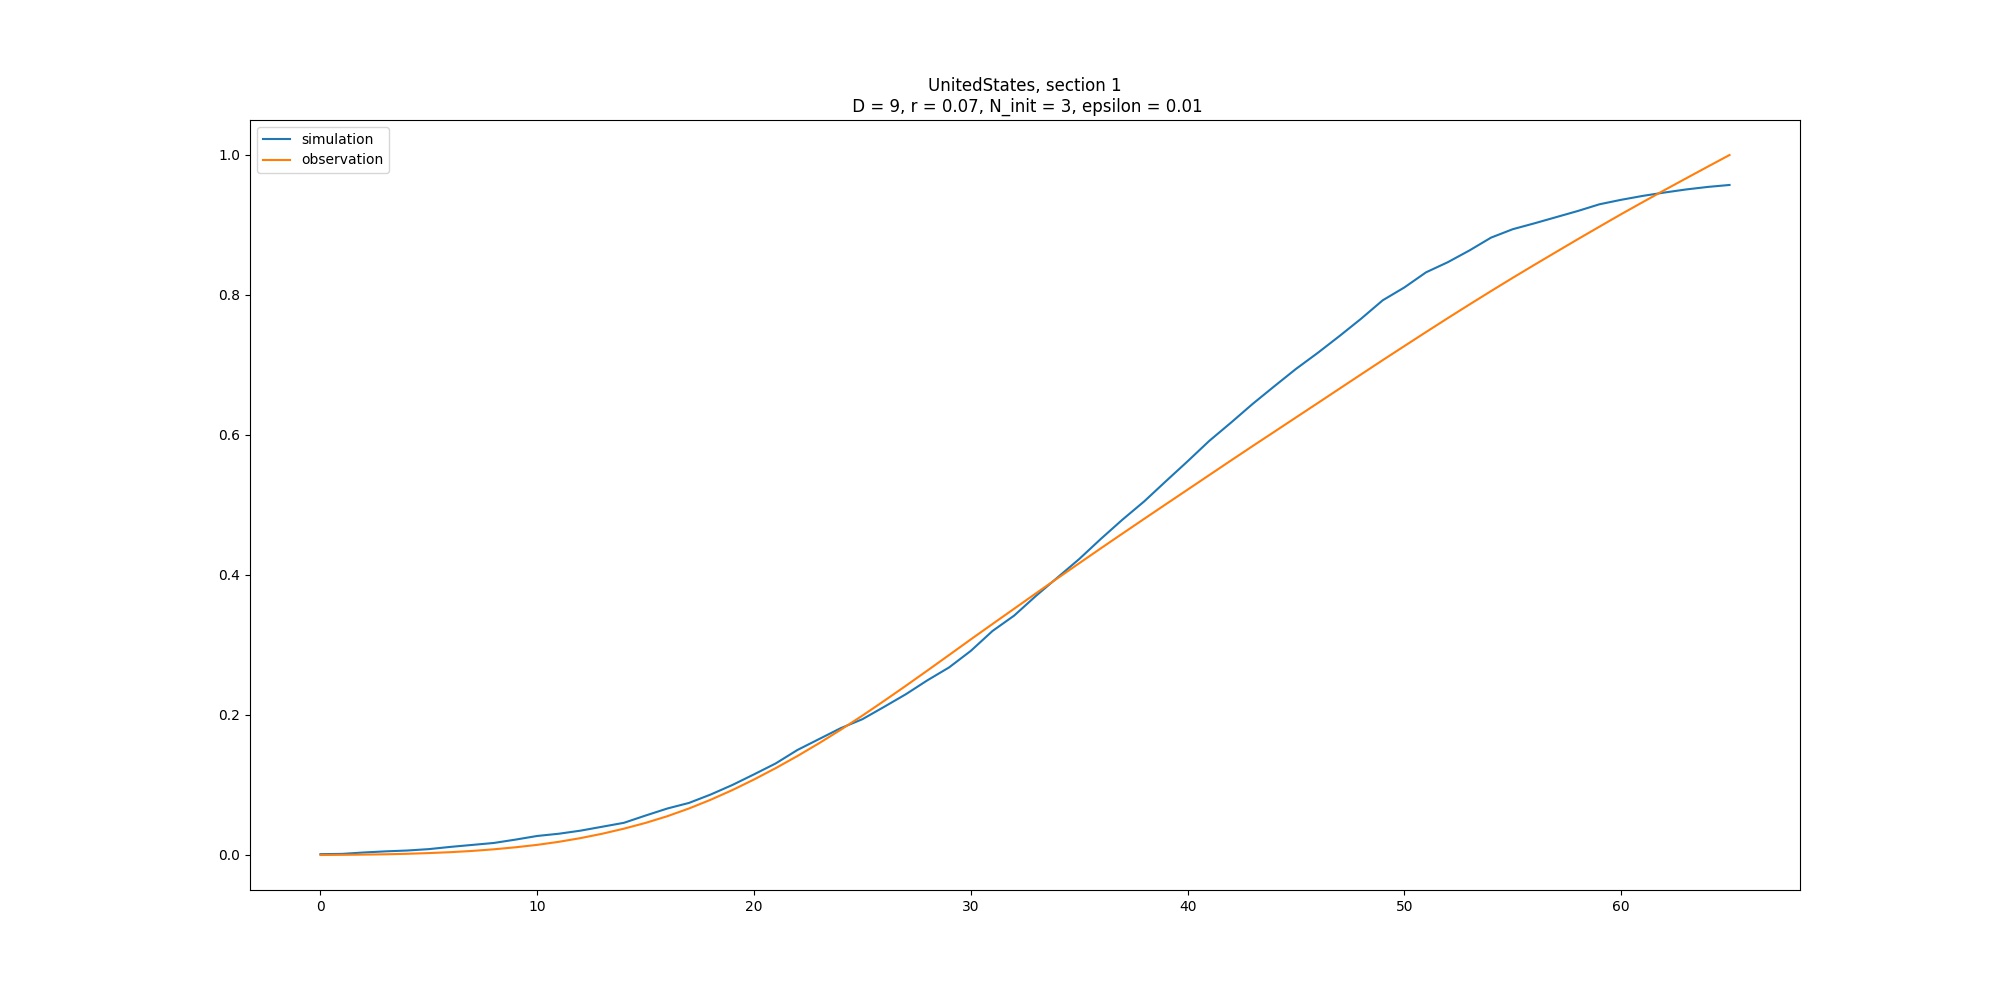 UnitedStates, section 1
D = 9, r = 0.07, N_init = 3, epsilon = 0.01
simulation
observation
1.0
0.8
0.6
0.4
0.2
0.0
0 10 20 30 40 50 60